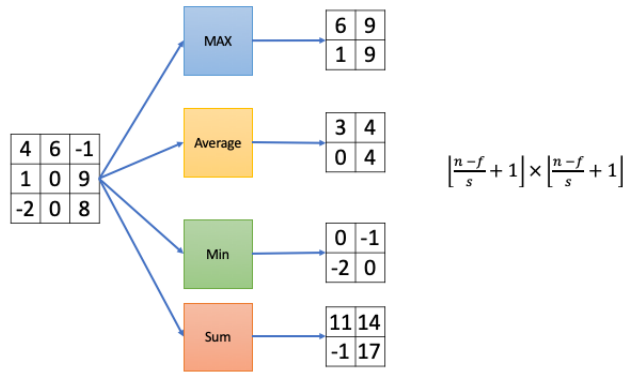 4 6 -1
1 0 9
-2 0 8
MAX
6 9
1 9
Average
3 4
0 4
Min
0 -1
-2 0
Sum
11 14
-1 17
⌊(n − f)/s + 1⌋ × ⌊(n − f)/s + 1⌋